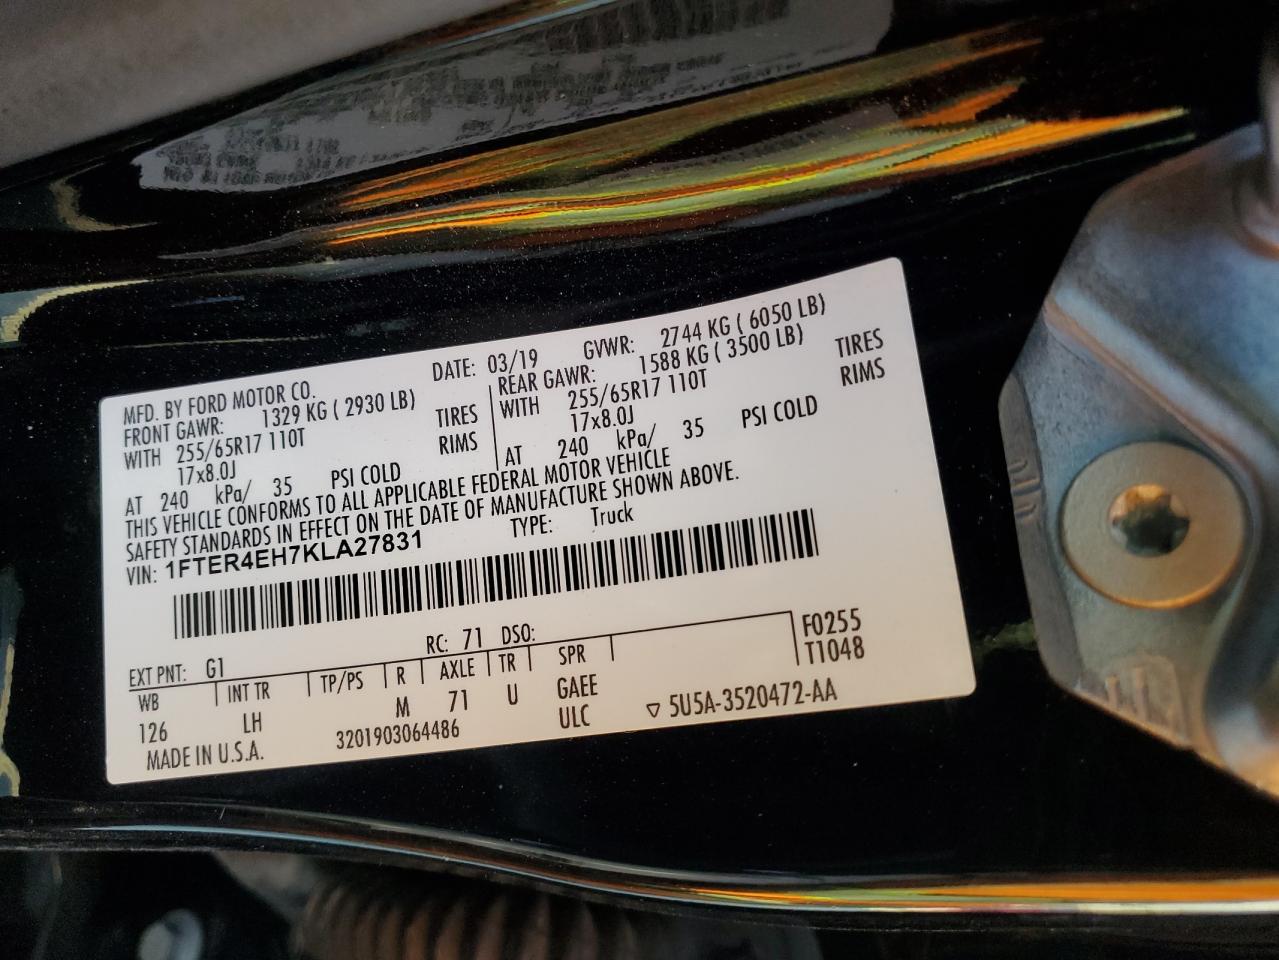 MFD. BY FORD MOTOR CO. DATE: 03/19 GVWR: 2744 KG ( 6050 LB)
FRONT GAWR: 1329 KG ( 2930 LB) REAR GAWR: 1588 KG ( 3500 LB)
WITH 255/65R17 110T TIRES WITH 255/65R17 110T TIRES
17x8.0J RIMS 17x8.0J RIMS
AT 240 kPa/ 35 PSI COLD AT 240 kPa/ 35 PSI COLD
THIS VEHICLE CONFORMS TO ALL APPLICABLE FEDERAL MOTOR VEHICLE
SAFETY STANDARDS IN EFFECT ON THE DATE OF MANUFACTURE SHOWN ABOVE.
VIN: 1FTER4EH7KLA27831 TYPE: Truck
EXT PNT: G1 RC: 71 DSO: F0255
WB INT TR TP/PS R AXLE TR SPR T1048
126 LH M 71 U GAEE
MADE IN U.S.A. 3201903064486 ULC ▽ 5U5A-3520472-AA